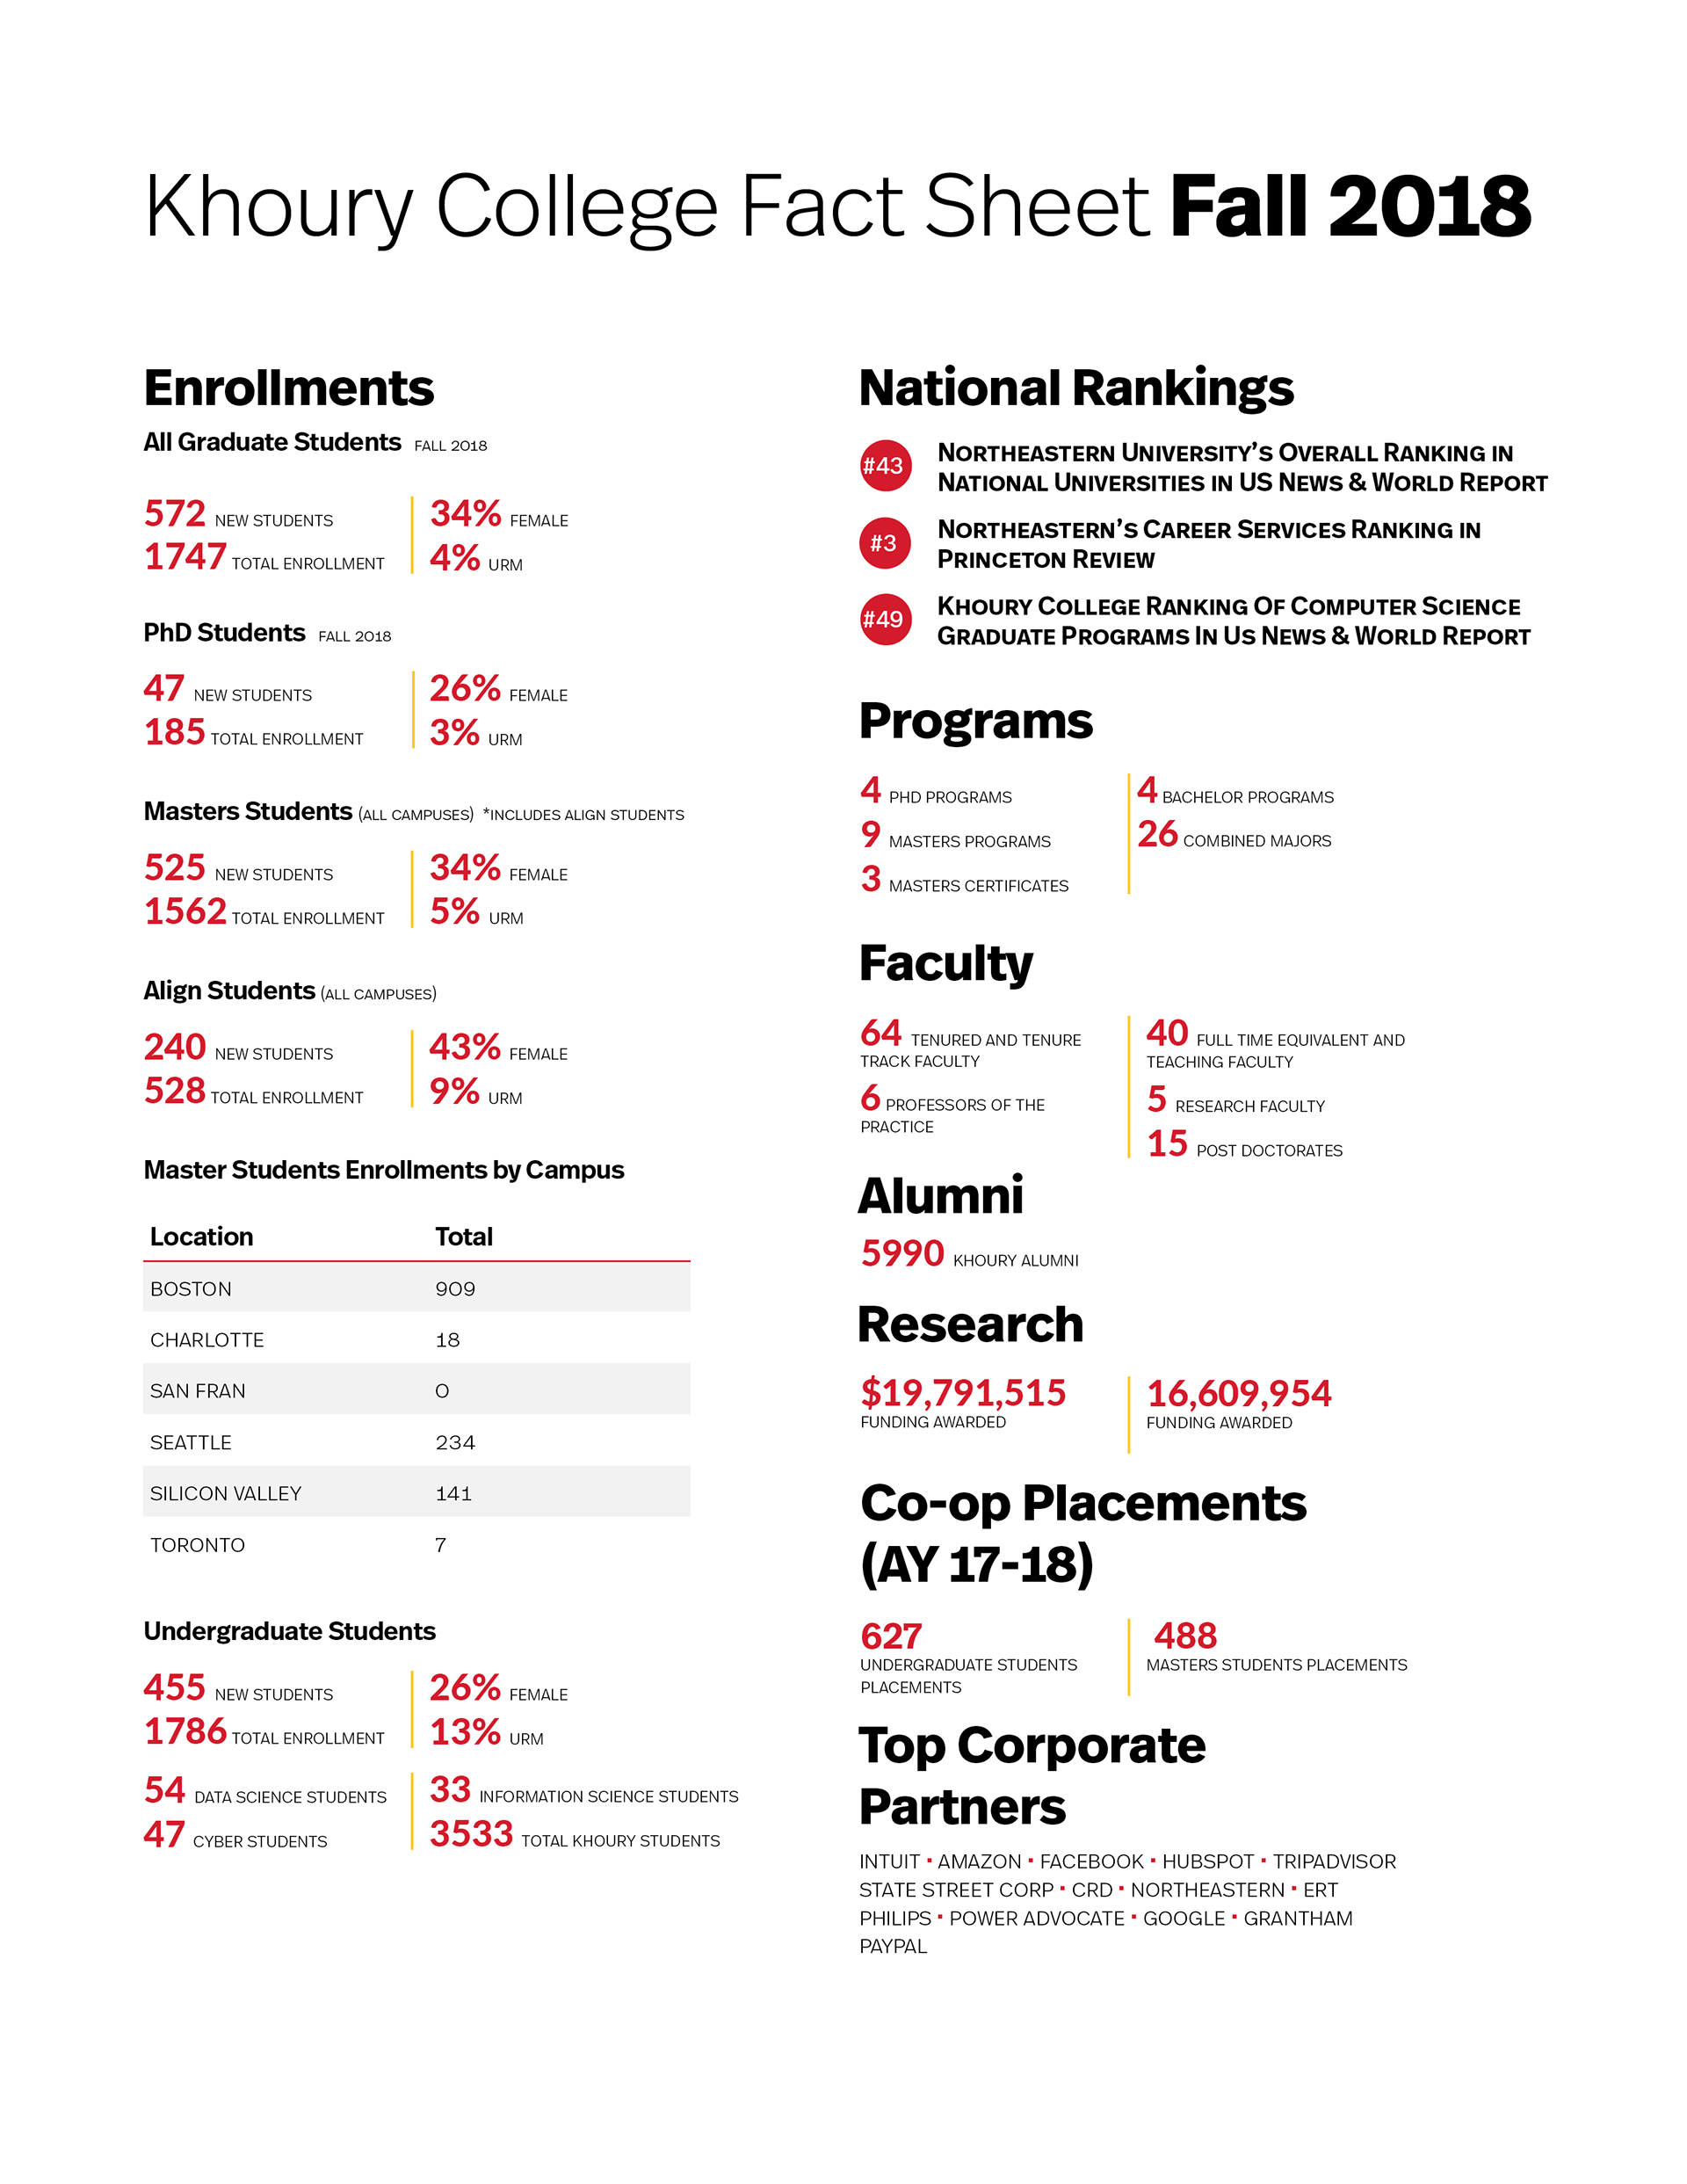 Khoury College Fact Sheet Fall 2018
Enrollments
All Graduate Students FALL 2018
572 NEW STUDENTS
1747 TOTAL ENROLLMENT
34% FEMALE
4% URM
PhD Students FALL 2018
47 NEW STUDENTS
185 TOTAL ENROLLMENT
26% FEMALE
3% URM
Masters Students (ALL CAMPUSES) *INCLUDES ALIGN STUDENTS
525 NEW STUDENTS
1562 TOTAL ENROLLMENT
34% FEMALE
5% URM
Align Students (ALL CAMPUSES)
240 NEW STUDENTS
528 TOTAL ENROLLMENT
43% FEMALE
9% URM
Master Students Enrollments by Campus
Location Total
BOSTON 909
CHARLOTTE 18
SAN FRAN 0
SEATTLE 234
SILICON VALLEY 141
TORONTO 7
Undergraduate Students
455 NEW STUDENTS
1786 TOTAL ENROLLMENT
26% FEMALE
13% URM
54 DATA SCIENCE STUDENTS
47 CYBER STUDENTS
33 INFORMATION SCIENCE STUDENTS
3533 TOTAL KHOURY STUDENTS
National Rankings
#43 NORTHEASTERN UNIVERSITY'S OVERALL RANKING IN
NATIONAL UNIVERSITIES IN US NEWS & WORLD REPORT
#3 NORTHEASTERN'S CAREER SERVICES RANKING IN
PRINCETON REVIEW
#49 KHOURY COLLEGE RANKING OF COMPUTER SCIENCE
GRADUATE PROGRAMS IN US NEWS & WORLD REPORT
Programs
4 PHD PROGRAMS
9 MASTERS PROGRAMS
3 MASTERS CERTIFICATES
4 BACHELOR PROGRAMS
26 COMBINED MAJORS
Faculty
64 TENURED AND TENURE
TRACK FACULTY
6 PROFESSORS OF THE
PRACTICE
40 FULL TIME EQUIVALENT AND
TEACHING FACULTY
5 RESEARCH FACULTY
15 POST DOCTORATES
Alumni
5990 KHOURY ALUMNI
Research
$19,791,515
FUNDING AWARDED
16,609,954
FUNDING AWARDED
Co-op Placements
(AY 17-18)
627
UNDERGRADUATE STUDENTS
PLACEMENTS
488
MASTERS STUDENTS PLACEMENTS
Top Corporate
Partners
INTUIT ▪ AMAZON ▪ FACEBOOK ▪ HUBSPOT ▪ TRIPADVISOR
STATE STREET CORP ▪ CRD ▪ NORTHEASTERN ▪ ERT
PHILIPS ▪ POWER ADVOCATE ▪ GOOGLE ▪ GRANTHAM
PAYPAL